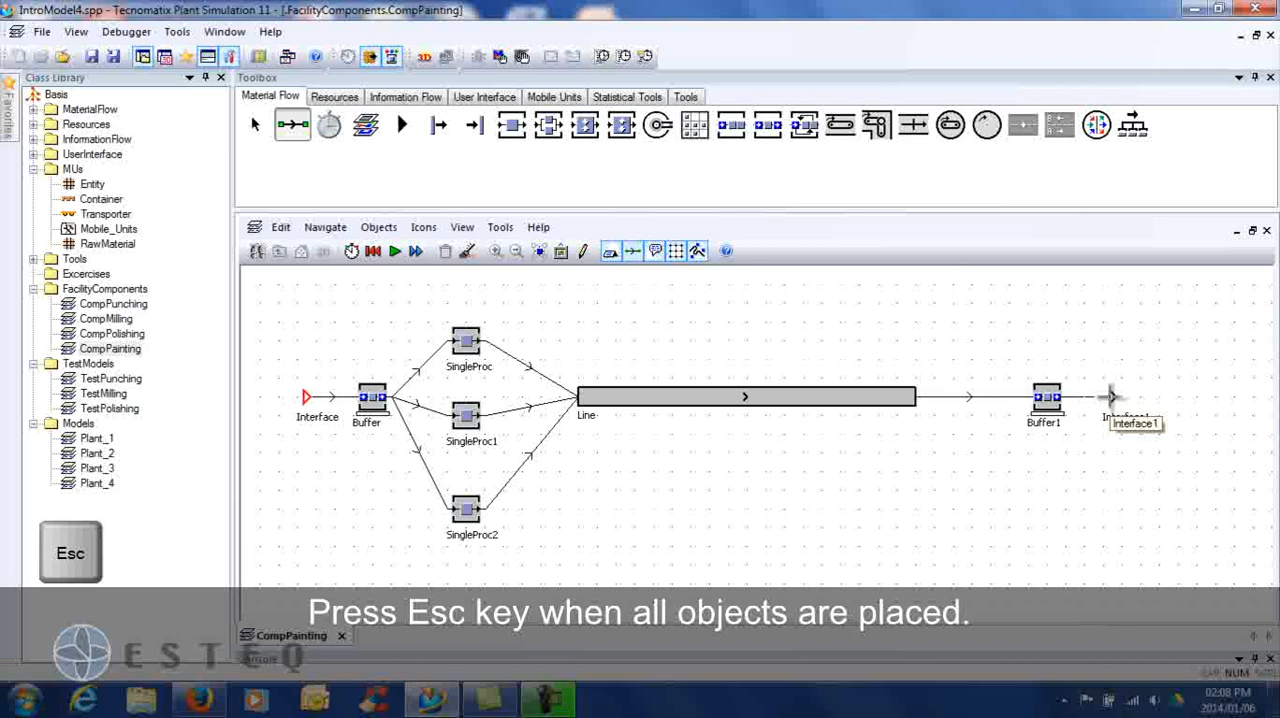 IntroModel4.spp - Tecnomatix Plant Simulation 11 - [.FacilityComponents.CompPainting]
File View Debugger Tools Window Help
Class Library
Toolbox
Favorites
Basis
MaterialFlow
Resources
InformationFlow
UserInterface
MUs
Entity
Container
Transporter
Mobile_Units
RawMaterial
Tools
Excercises
FacilityComponents
CompPunching
CompMilling
CompPolishing
CompPainting
TestModels
TestPunching
TestMilling
TestPolishing
Models
Plant_1
Plant_2
Plant_3
Plant_4
Material Flow Resources Information Flow User Interface Mobile Units Statistical Tools Tools
3D
Edit Navigate Objects Icons View Tools Help
SingleProc
Interface
Buffer
Line
Buffer1
Interface1
SingleProc1
SingleProc2
Esc
Press Esc key when all objects are placed.
CompPainting
ESTEQ
NUM
02:08 PM
2014/01/06